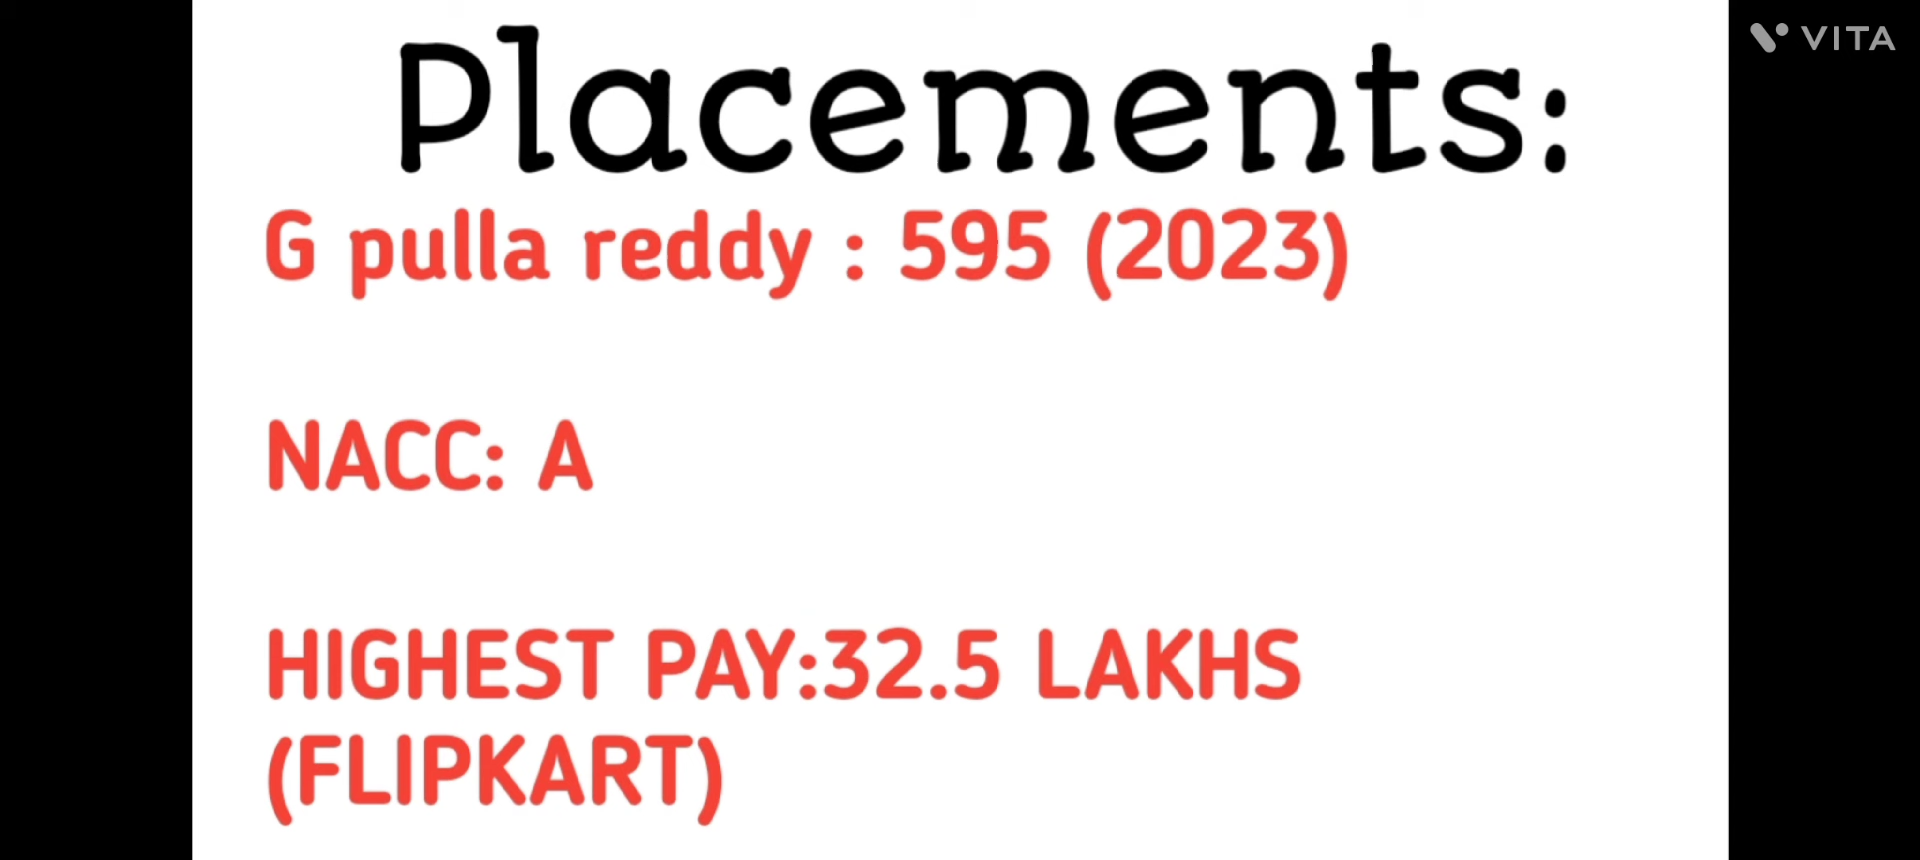 Placements:
VITA
G pulla reddy : 595 (2023)
NACC: A
HIGHEST PAY:32.5 LAKHS
(FLIPKART)